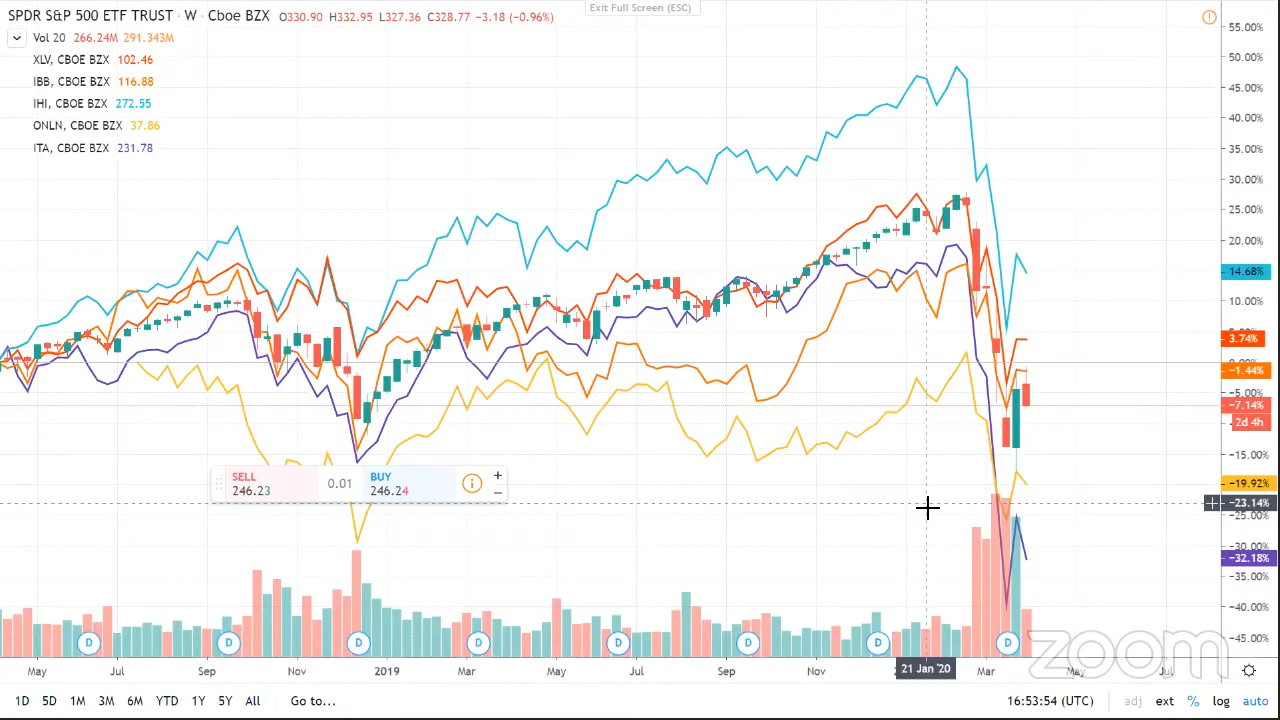 SPDR S&P 500 ETF TRUST · W · Cboe BZX O330.90 H332.95 L327.36 C328.77 −3.18 (−0.96%)
Exit Full Screen (ESC)
Vol 20 266.24M 291.343M
XLV, CBOE BZX 102.46
IBB, CBOE BZX 116.88
IHI, CBOE BZX 272.55
ONLN, CBOE BZX 37.86
ITA, CBOE BZX 231.78
55.00%
50.00%
45.00%
40.00%
35.00%
30.00%
25.00%
20.00%
14.68%
10.00%
3.74%
−1.44%
−5.00%
−7.14%
2d 4h
−15.00%
−19.92%
−23.14%
−25.00%
−30.00%
−32.18%
−35.00%
−40.00%
−45.00%
SELL
246.23
0.01
BUY
246.24
+
−
D D D D D D D D
zoom
May Jul Sep Nov 2019 Mar May Jul Sep Nov 21 Jan '20 Mar May Jul
1D 5D 1M 3M 6M YTD 1Y 5Y All Go to... 16:53:54 (UTC) adj ext % log auto